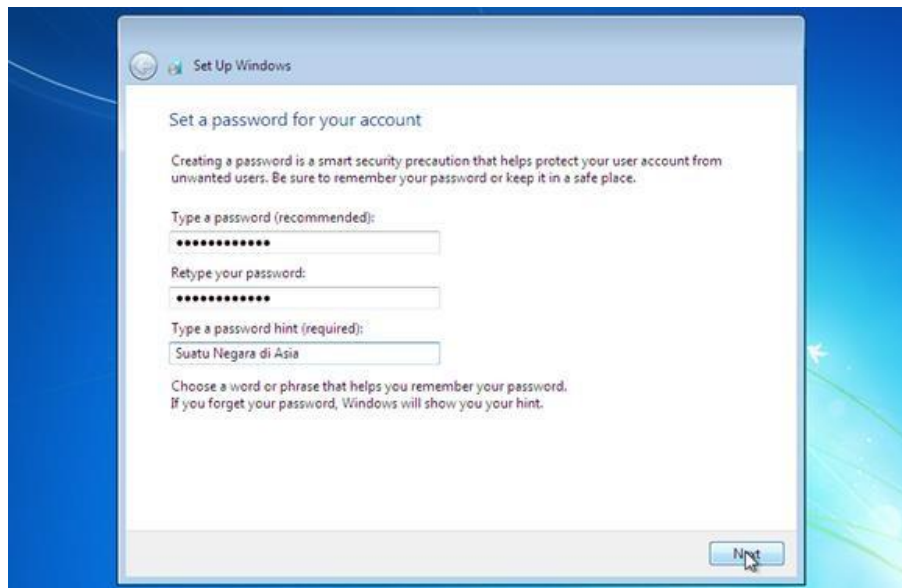 Set Up Windows
Set a password for your account
Creating a password is a smart security precaution that helps protect your user account from
unwanted users. Be sure to remember your password or keep it in a safe place.
Type a password (recommended):
••••••••••••
Retype your password:
••••••••••••
Type a password hint (required):
Suatu Negara di Asia
Choose a word or phrase that helps you remember your password.
If you forget your password, Windows will show you your hint.
Next